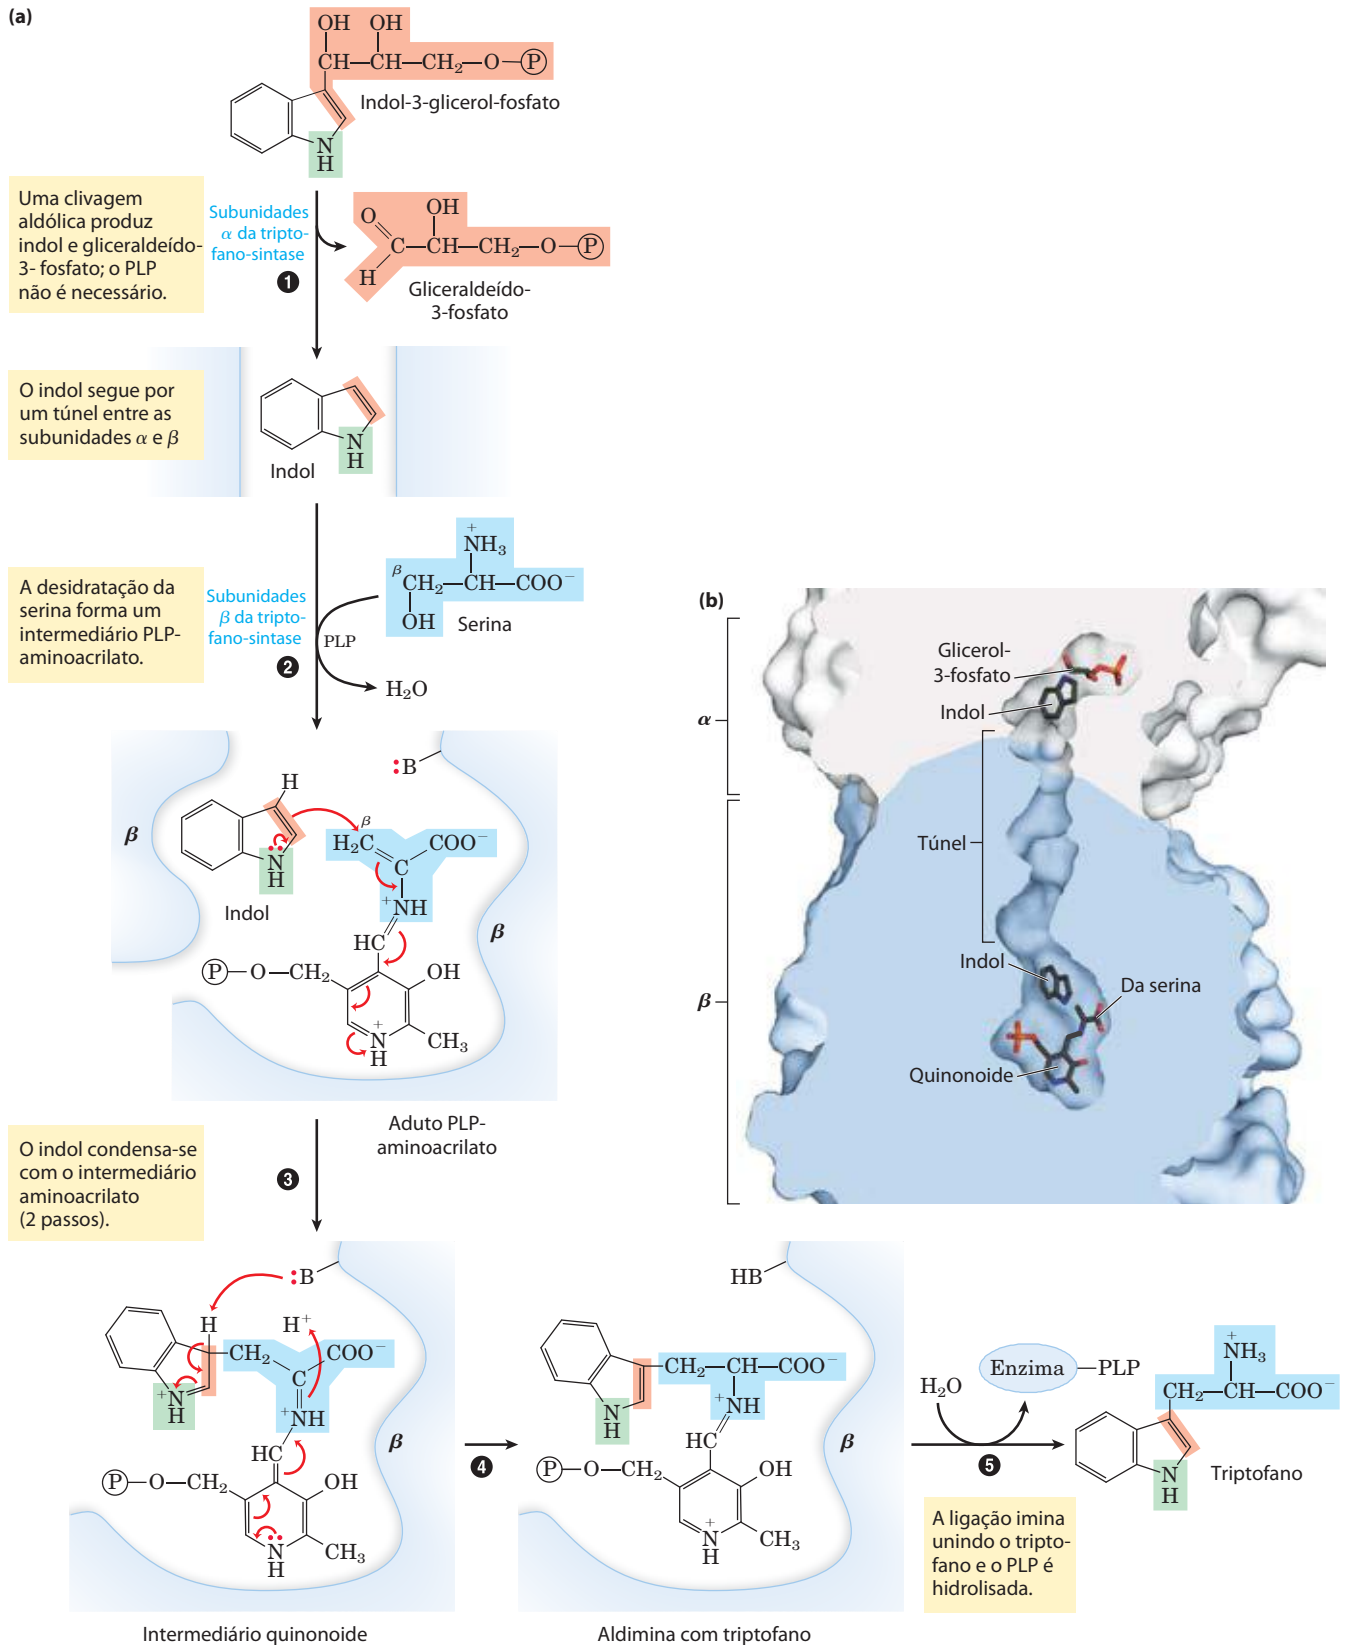 (a)
OH OH
CH—CH—CH₂—O—P
Indol-3-glicerol-fosfato
N
H
Uma clivagem
aldólica produz
indol e gliceraldeído-
3- fosfato; o PLP
não é necessário.
Subunidades
α da tripto-
fano-sintase
1
O OH
C—CH—CH₂—O—P
H
Gliceraldeído-
3-fosfato
O indol segue por
um túnel entre as
subunidades α e β
N
H
Indol
A desidratação da
serina forma um
intermediário PLP-
aminoacrilato.
Subunidades
β da tripto-
fano-sintase
2
PLP
+
NH₃
β
CH₂—CH—COO⁻
OH
Serina
H₂O
:B
H
β
β
H₂C COO⁻
C
N
H
+NH
Indol
HC
β
P—O—CH₂ OH
+
N
H
CH₃
Aduto PLP-
aminoacrilato
O indol condensa-se
com o intermediário
aminoacrilato
(2 passos).
3
:B
H H⁺
CH₂ COO⁻
C
+N
H
+NH
HC
β
P—O—CH₂ OH
N
H
CH₃
Intermediário quinonoide
4
HB
CH₂—CH—COO⁻
N
H
+NH
HC
β
P—O—CH₂ OH
N+
H
CH₃
Aldimina com triptofano
H₂O
Enzima—PLP
5
A ligação imina
unindo o tripto-
fano e o PLP é
hidrolisada.
+
NH₃
CH₂—CH—COO⁻
N
H
Triptofano
(b)
α
Glicerol-
3-fosfato
Indol
Túnel
β
Indol
Da serina
Quinonoide